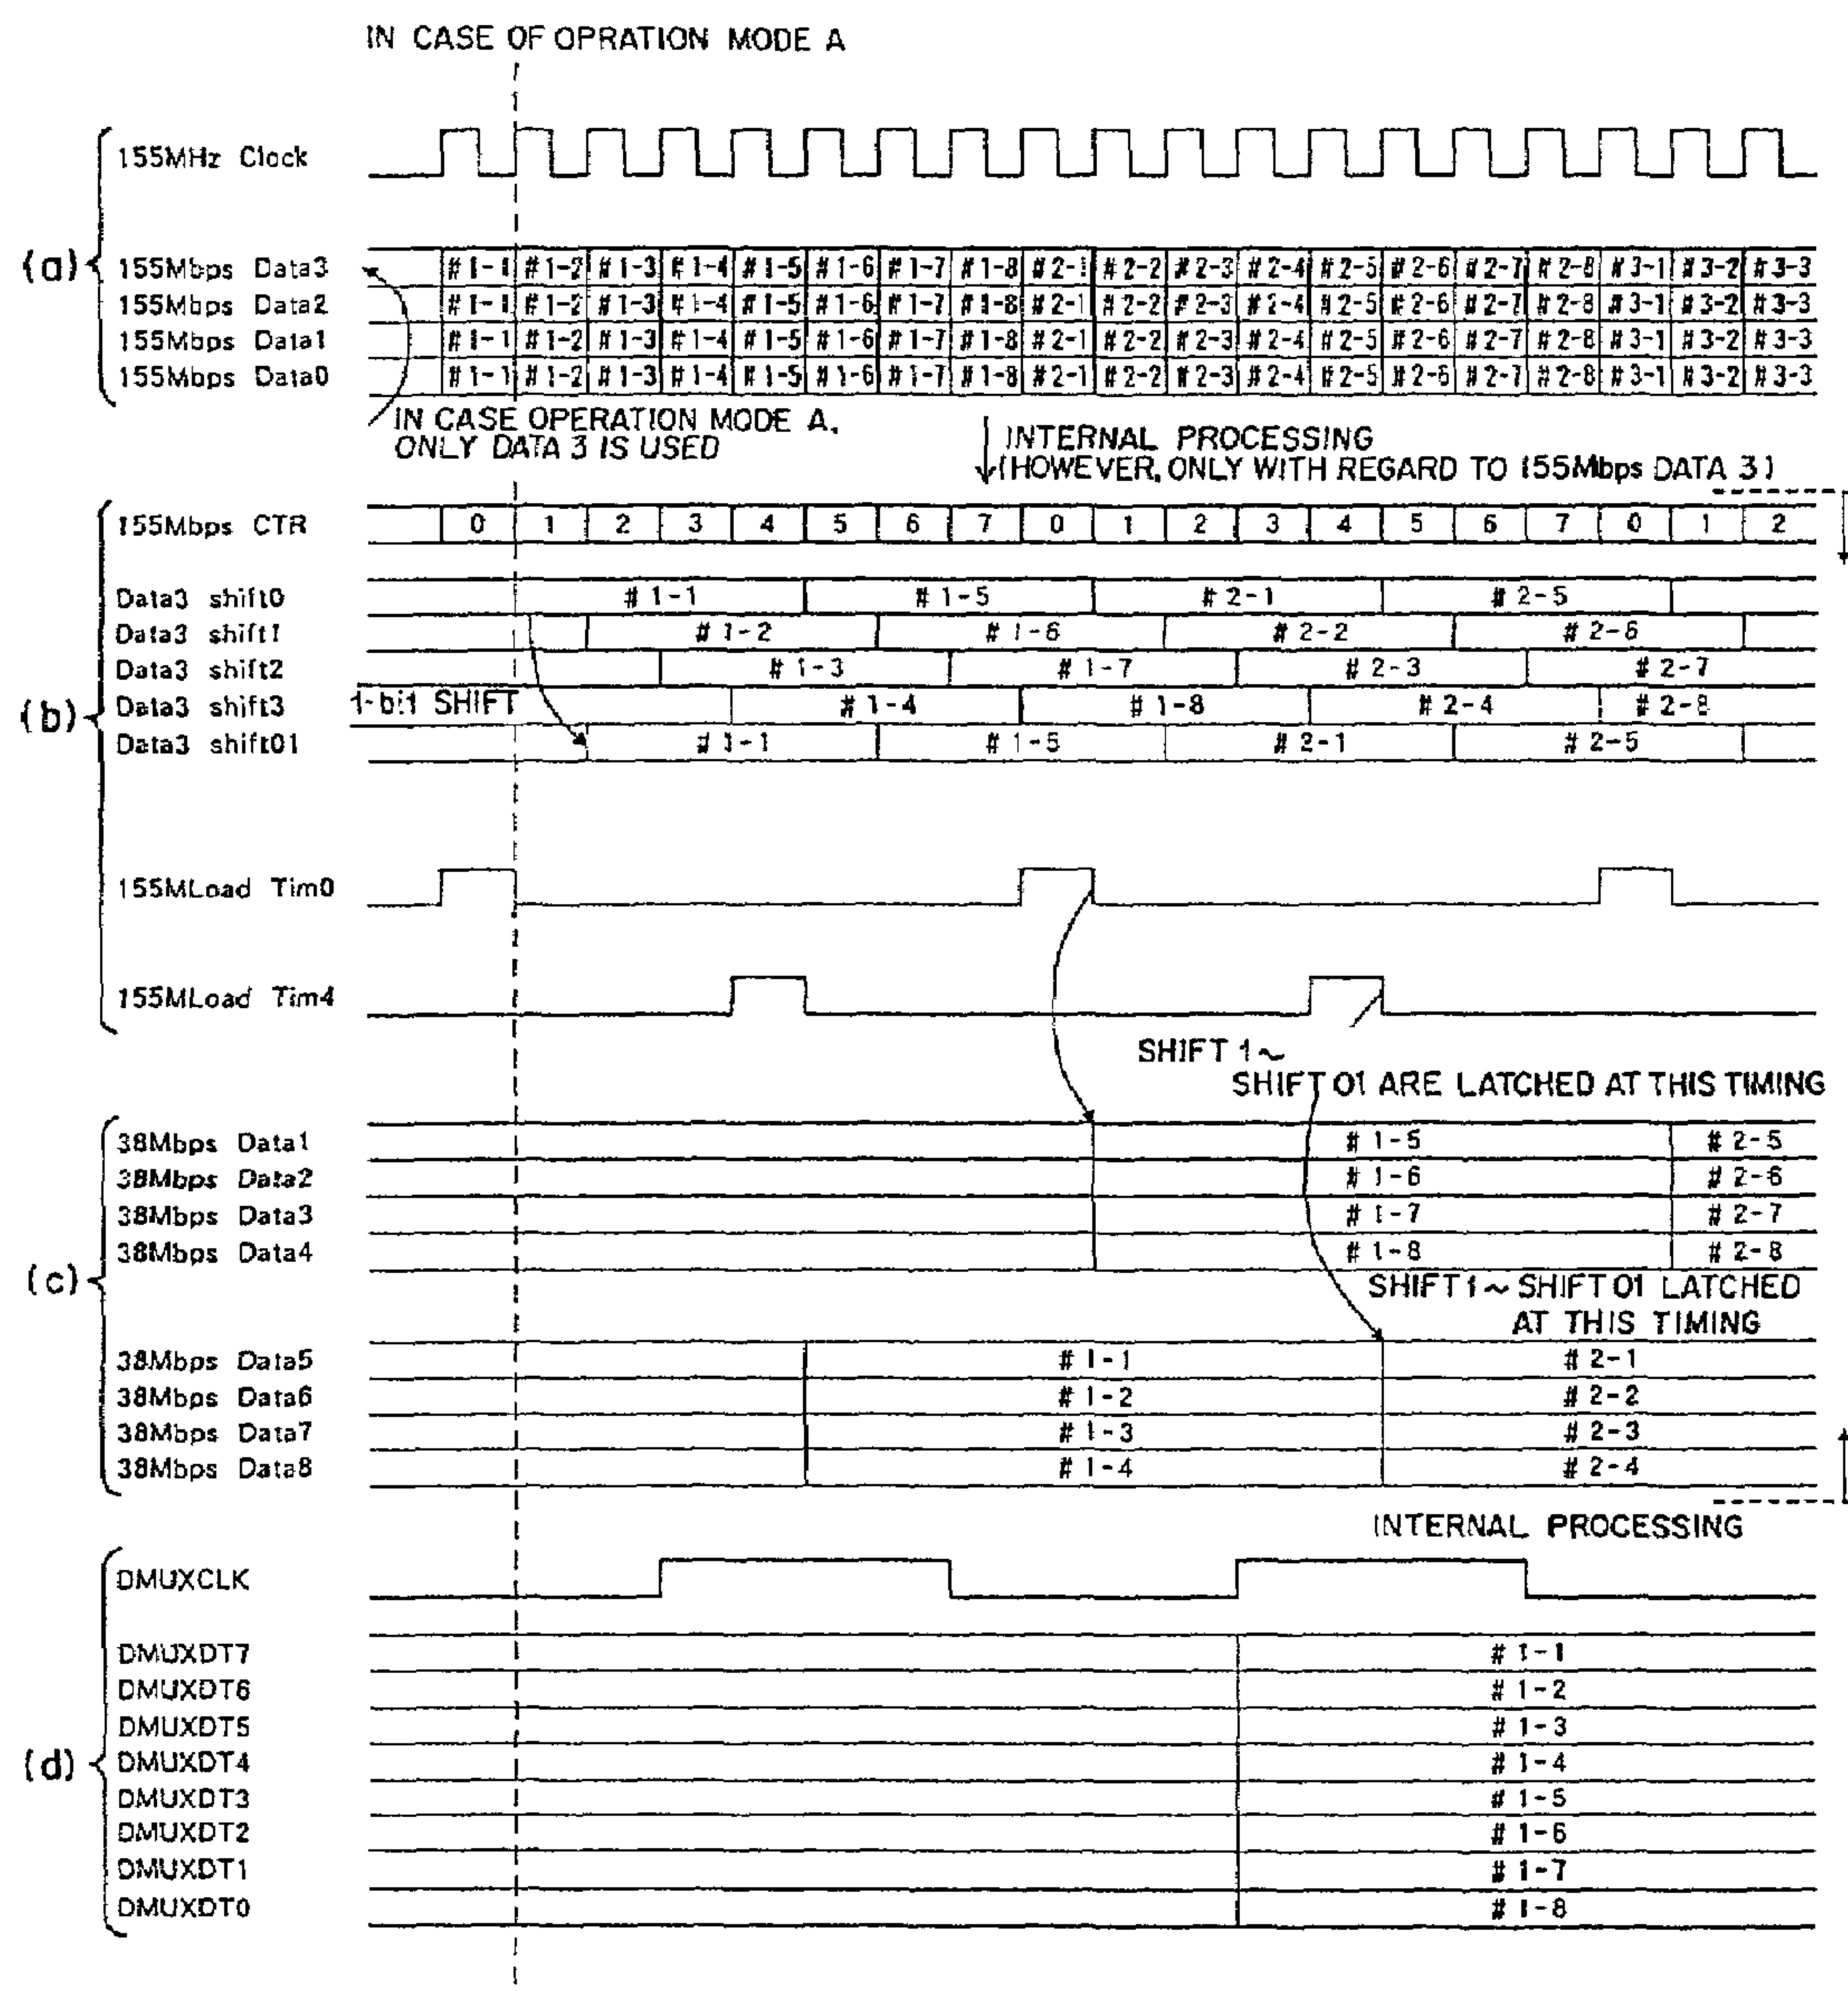 IN CASE OF OPRATION MODE A
155MHz Clock
(a)
155Mbps Data3 #1-1 #1-2 #1-3 #1-4 #1-5 #1-6 #1-7 #1-8 #2-1 #2-2 #2-3 #2-4 #2-5 #2-6 #2-7 #2-8 #3-1 #3-2 #3-3
155Mbps Data2 #1-1 #1-2 #1-3 #1-4 #1-5 #1-6 #1-7 #1-8 #2-1 #2-2 #2-3 #2-4 #2-5 #2-6 #2-7 #2-8 #3-1 #3-2 #3-3
155Mbps Data1 #1-1 #1-2 #1-3 #1-4 #1-5 #1-6 #1-7 #1-8 #2-1 #2-2 #2-3 #2-4 #2-5 #2-6 #2-7 #2-8 #3-1 #3-2 #3-3
155Mbps Data0 #1-1 #1-2 #1-3 #1-4 #1-5 #1-6 #1-7 #1-8 #2-1 #2-2 #2-3 #2-4 #2-5 #2-6 #2-7 #2-8 #3-1 #3-2 #3-3
IN CASE OPERATION MODE A,
ONLY DATA 3 IS USED
INTERNAL PROCESSING
(HOWEVER, ONLY WITH REGARD TO 155Mbps DATA 3)
(b)
155Mbps CTR 0 1 2 3 4 5 6 7 0 1 2 3 4 5 6 7 0 1 2
Data3 shift0 #1-1 #1-5 #2-1 #2-5
Data3 shift1 #1-2 #1-6 #2-2 #2-6
Data3 shift2 #1-3 #1-7 #2-3 #2-7
1-bit SHIFT
Data3 shift3 #1-4 #1-8 #2-4 #2-8
Data3 shift01 #1-1 #1-5 #2-1 #2-5
155MLoad Tim0
155MLoad Tim4
SHIFT 1~
SHIFT 01 ARE LATCHED AT THIS TIMING
(c)
38Mbps Data1 #1-5 #2-5
38Mbps Data2 #1-6 #2-6
38Mbps Data3 #1-7 #2-7
38Mbps Data4 #1-8 #2-8
SHIFT 1~SHIFT 01 LATCHED
AT THIS TIMING
38Mbps Data5 #1-1 #2-1
38Mbps Data6 #1-2 #2-2
38Mbps Data7 #1-3 #2-3
38Mbps Data8 #1-4 #2-4
INTERNAL PROCESSING
(d)
DMUXCLK
DMUXDT7 #1-1
DMUXDT6 #1-2
DMUXDT5 #1-3
DMUXDT4 #1-4
DMUXDT3 #1-5
DMUXDT2 #1-6
DMUXDT1 #1-7
DMUXDT0 #1-8